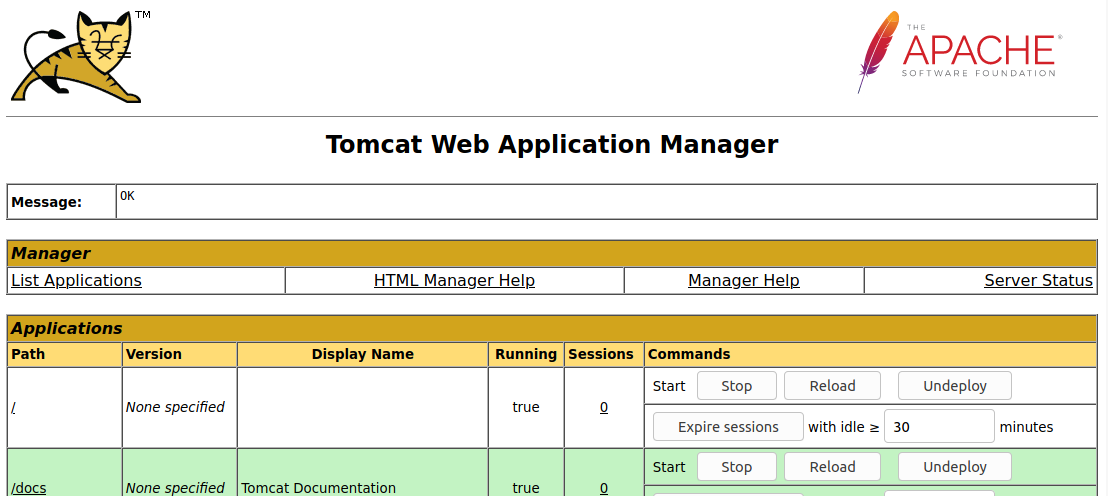 TM
THE
APACHE®
SOFTWARE FOUNDATION
Tomcat Web Application Manager
Message: OK
Manager
List Applications HTML Manager Help Manager Help Server Status
Applications
Path Version Display Name Running Sessions Commands
Start Stop Reload Undeploy
/ None specified true 0
Expire sessions with idle ≥ 30 minutes
Start Stop Reload Undeploy
/docs None specified Tomcat Documentation true 0